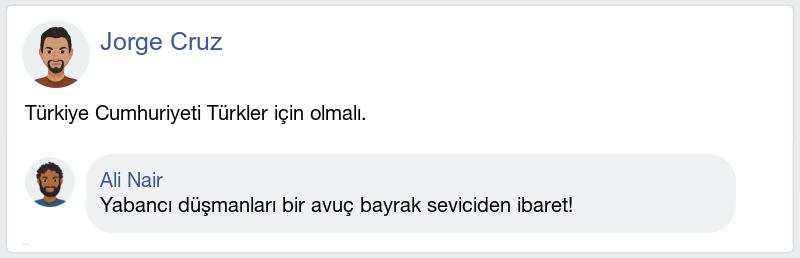 Jorge Cruz
Türkiye Cumhuriyeti Türkler için olmalı.
Ali Nair
Yabancı düşmanları bir avuç bayrak seviciden ibaret!